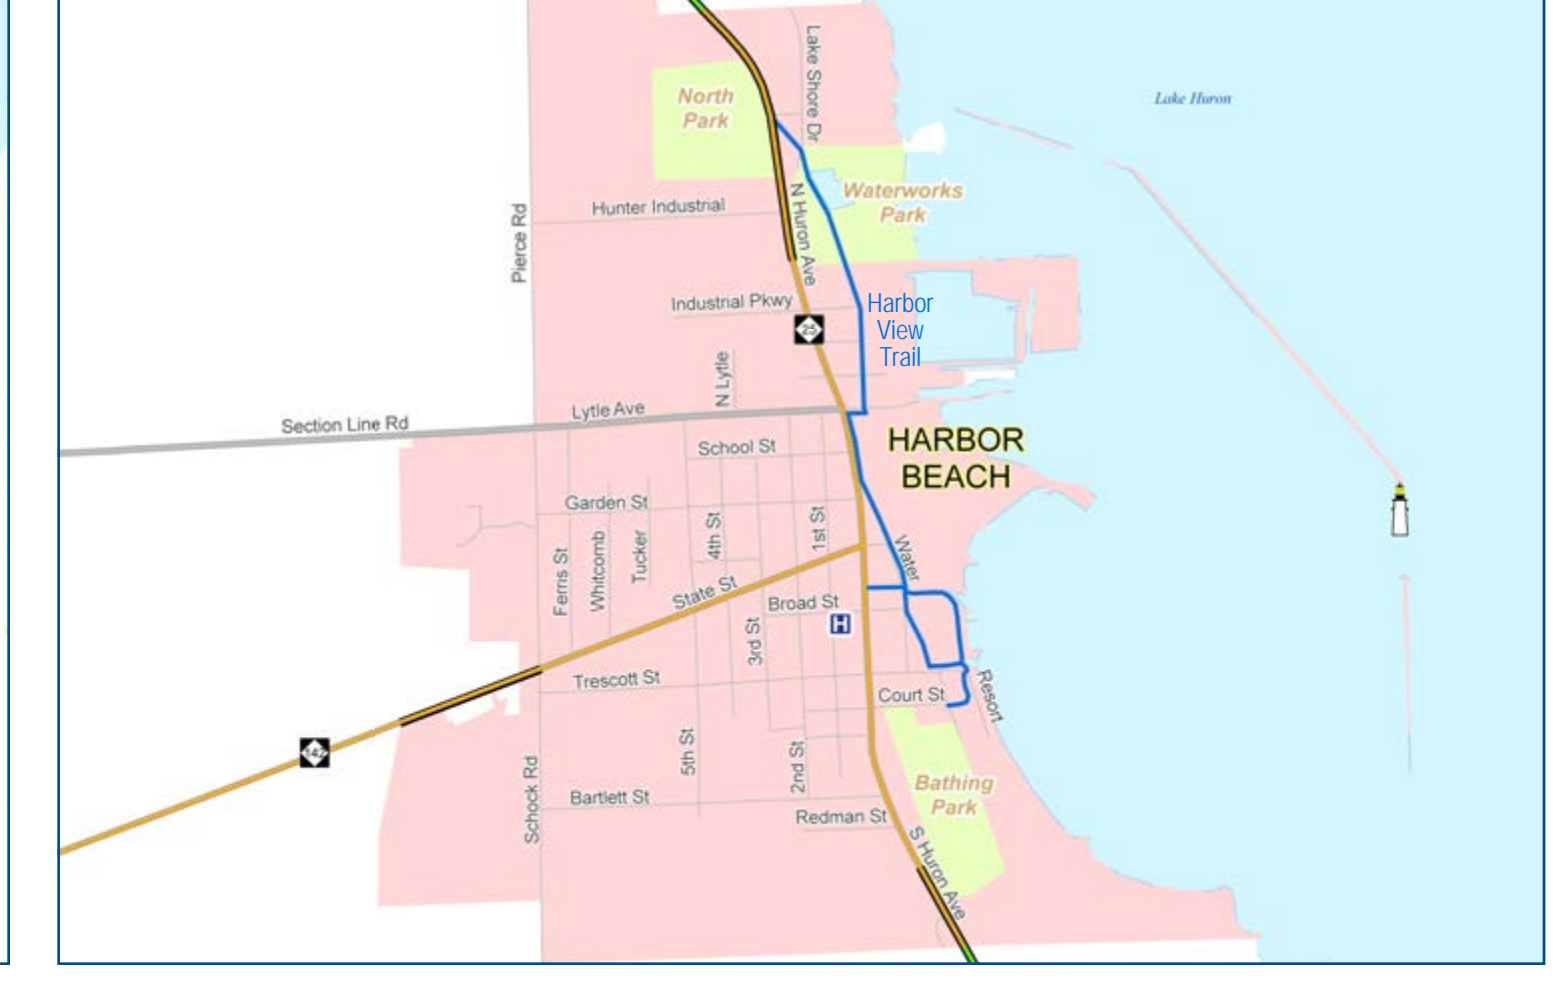 Lake Shore Dr
Lake Huron
North
Park
Waterworks
Park
Hunter Industrial
N Huron Ave
Pierce Rd
Industrial Pkwy
Harbor
View
Trail
25
N Lytle
Lytle Ave
Section Line Rd
School St
HARBOR
BEACH
Garden St
4th St
1st St
Water
Ferris St
Whitcomb
Tucker
State St
Broad St
H
3rd St
Trescott St
Court St
Resort
142
5th St
2nd St
Schock Rd
Bartlett St
Bathing
Park
Redman St
S Huron Ave